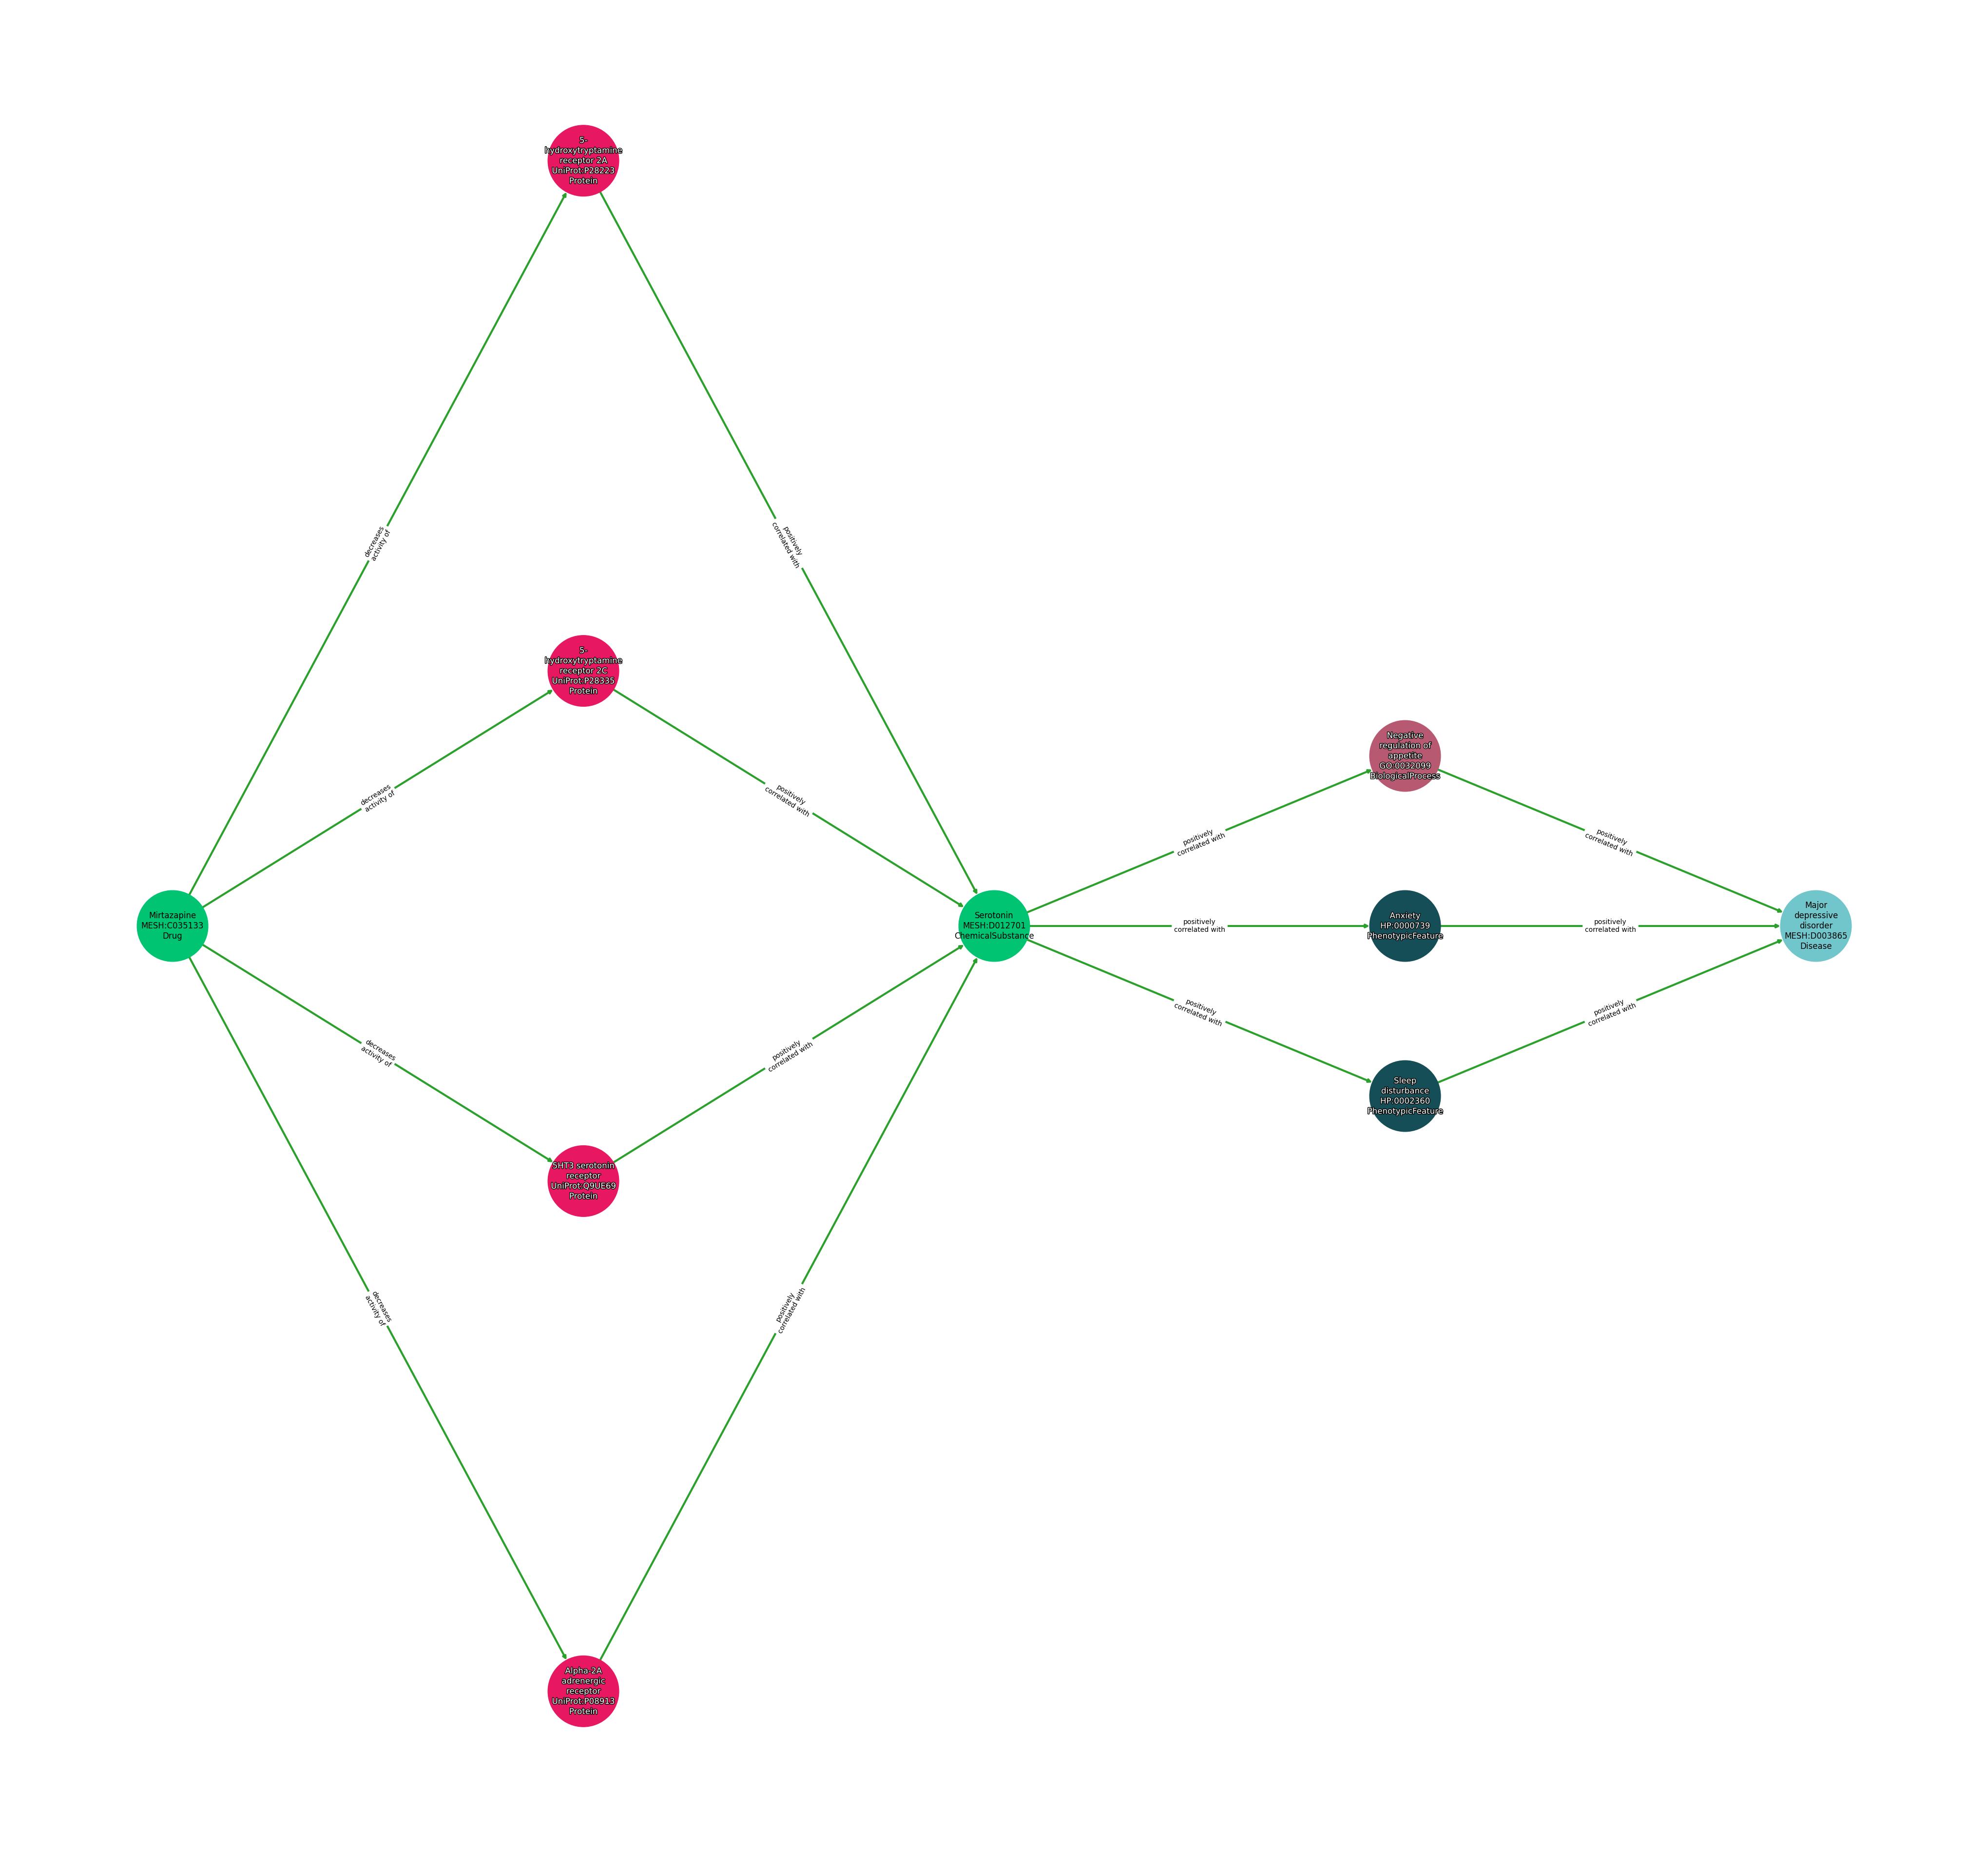 5-
hydroxytryptamine
receptor 2A
UniProt:P28223
Protein
decreases
activity of
positively
correlated with
5-
hydroxytryptamine
receptor 2C
UniProt:P28335
Protein
decreases
activity of
positively
correlated with
Negative
regulation of
appetite
GO:0032099
BiologicalProcess
positively
correlated with
positively
correlated with
Mirtazapine
MESH:C035133
Drug
Serotonin
MESH:D012701
ChemicalSubstance
positively
correlated with
Anxiety
HP:0000739
PhenotypicFeature
positively
correlated with
Major
depressive
disorder
MESH:D003865
Disease
positively
correlated with
positively
correlated with
decreases
activity of
positively
correlated with
Sleep
disturbance
HP:0002360
PhenotypicFeature
5HT3 serotonin
receptor
UniProt:Q9UE69
Protein
decreases
activity of
positively
correlated with
Alpha-2A
adrenergic
receptor
UniProt:P08913
Protein